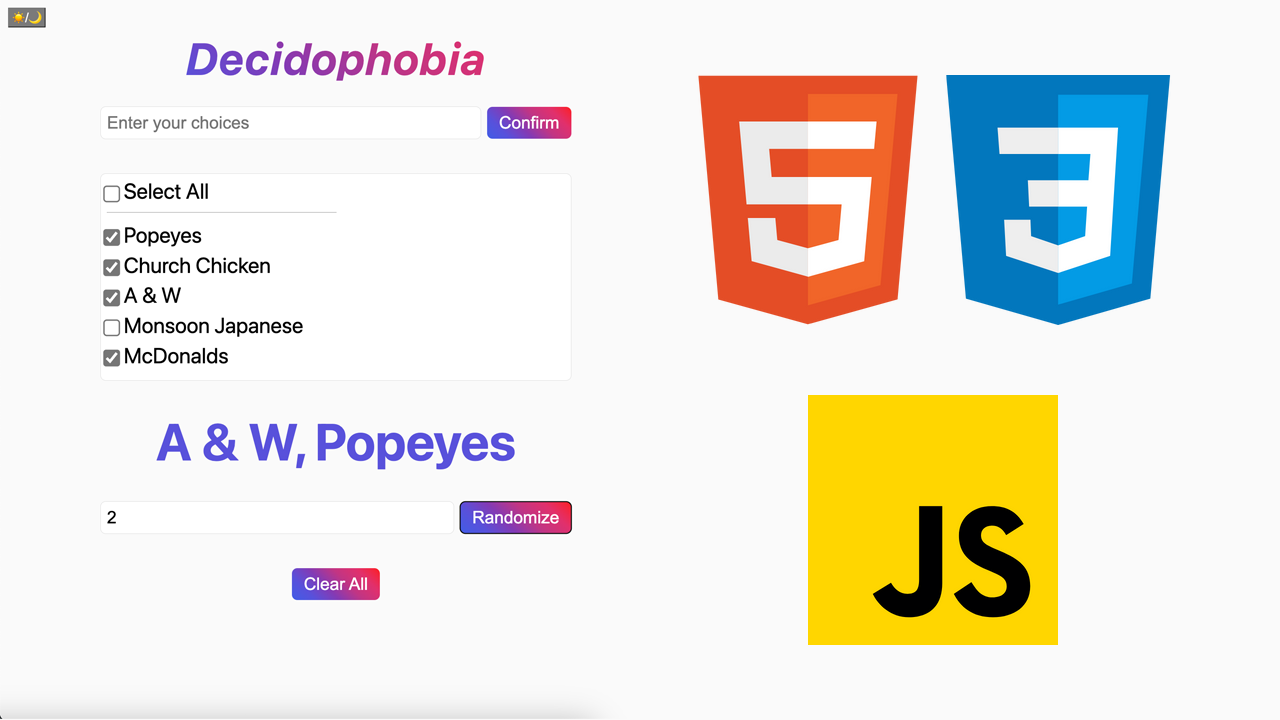 ☀️/🌙
Decidophobia
Enter your choices
Confirm
Select All
Popeyes
Church Chicken
A & W
Monsoon Japanese
McDonalds
A & W, Popeyes
2
Randomize
Clear All
5
3
JS